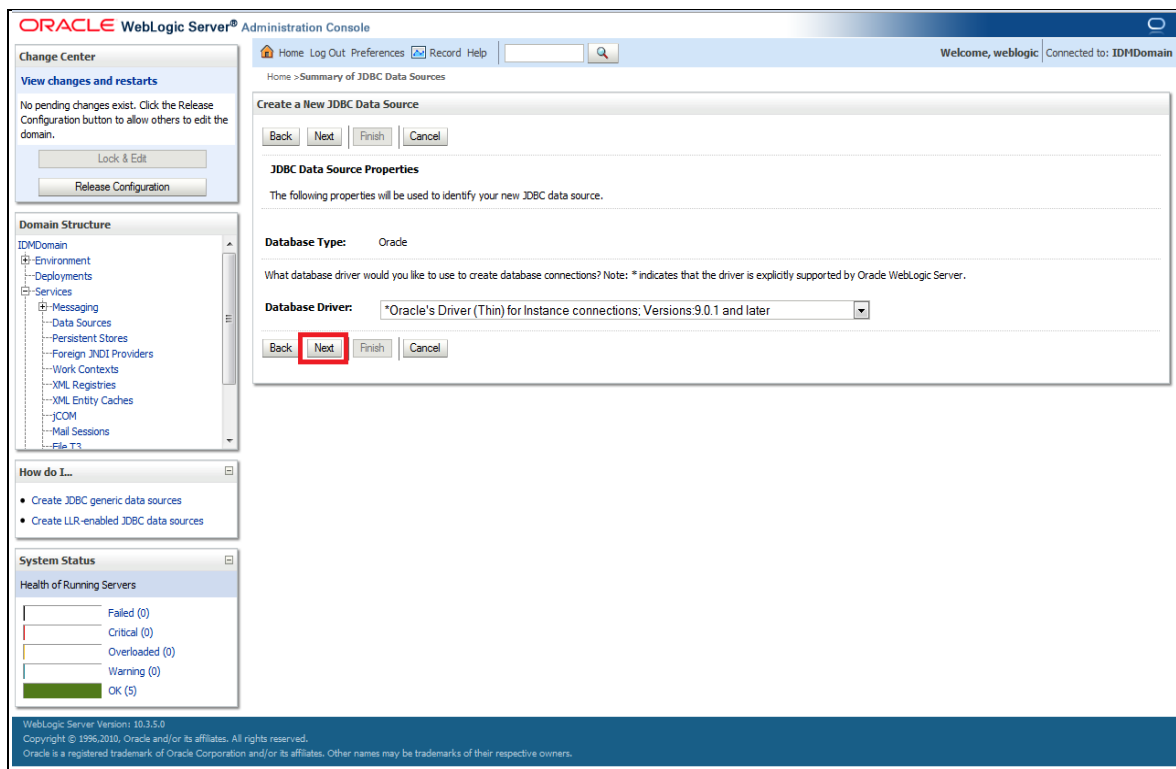 ORACLE WebLogic Server® Administration Console
Change Center
View changes and restarts
No pending changes exist. Click the Release
Configuration button to allow others to edit the
domain.
Lock & Edit
Release Configuration
Domain Structure
IDMDomain
Environment
Deployments
Services
Messaging
Data Sources
Persistent Stores
Foreign JNDI Providers
Work Contexts
XML Registries
XML Entity Caches
jCOM
Mail Sessions
File T3
How do I...
• Create JDBC generic data sources
• Create LLR-enabled JDBC data sources
System Status
Health of Running Servers
Failed (0)
Critical (0)
Overloaded (0)
Warning (0)
OK (5)
Home Log Out Preferences Record Help
Welcome, weblogic Connected to: IDMDomain
Home >Summary of JDBC Data Sources
Create a New JDBC Data Source
Back Next Finish Cancel
JDBC Data Source Properties
The following properties will be used to identify your new JDBC data source.
Database Type: Oracle
What database driver would you like to use to create database connections? Note: * indicates that the driver is explicitly supported by Oracle WebLogic Server.
Database Driver: *Oracle's Driver (Thin) for Instance connections; Versions:9.0.1 and later
Back Next Finish Cancel
WebLogic Server Version: 10.3.5.0
Copyright © 1996,2010, Oracle and/or its affiliates. All rights reserved.
Oracle is a registered trademark of Oracle Corporation and/or its affiliates. Other names may be trademarks of their respective owners.